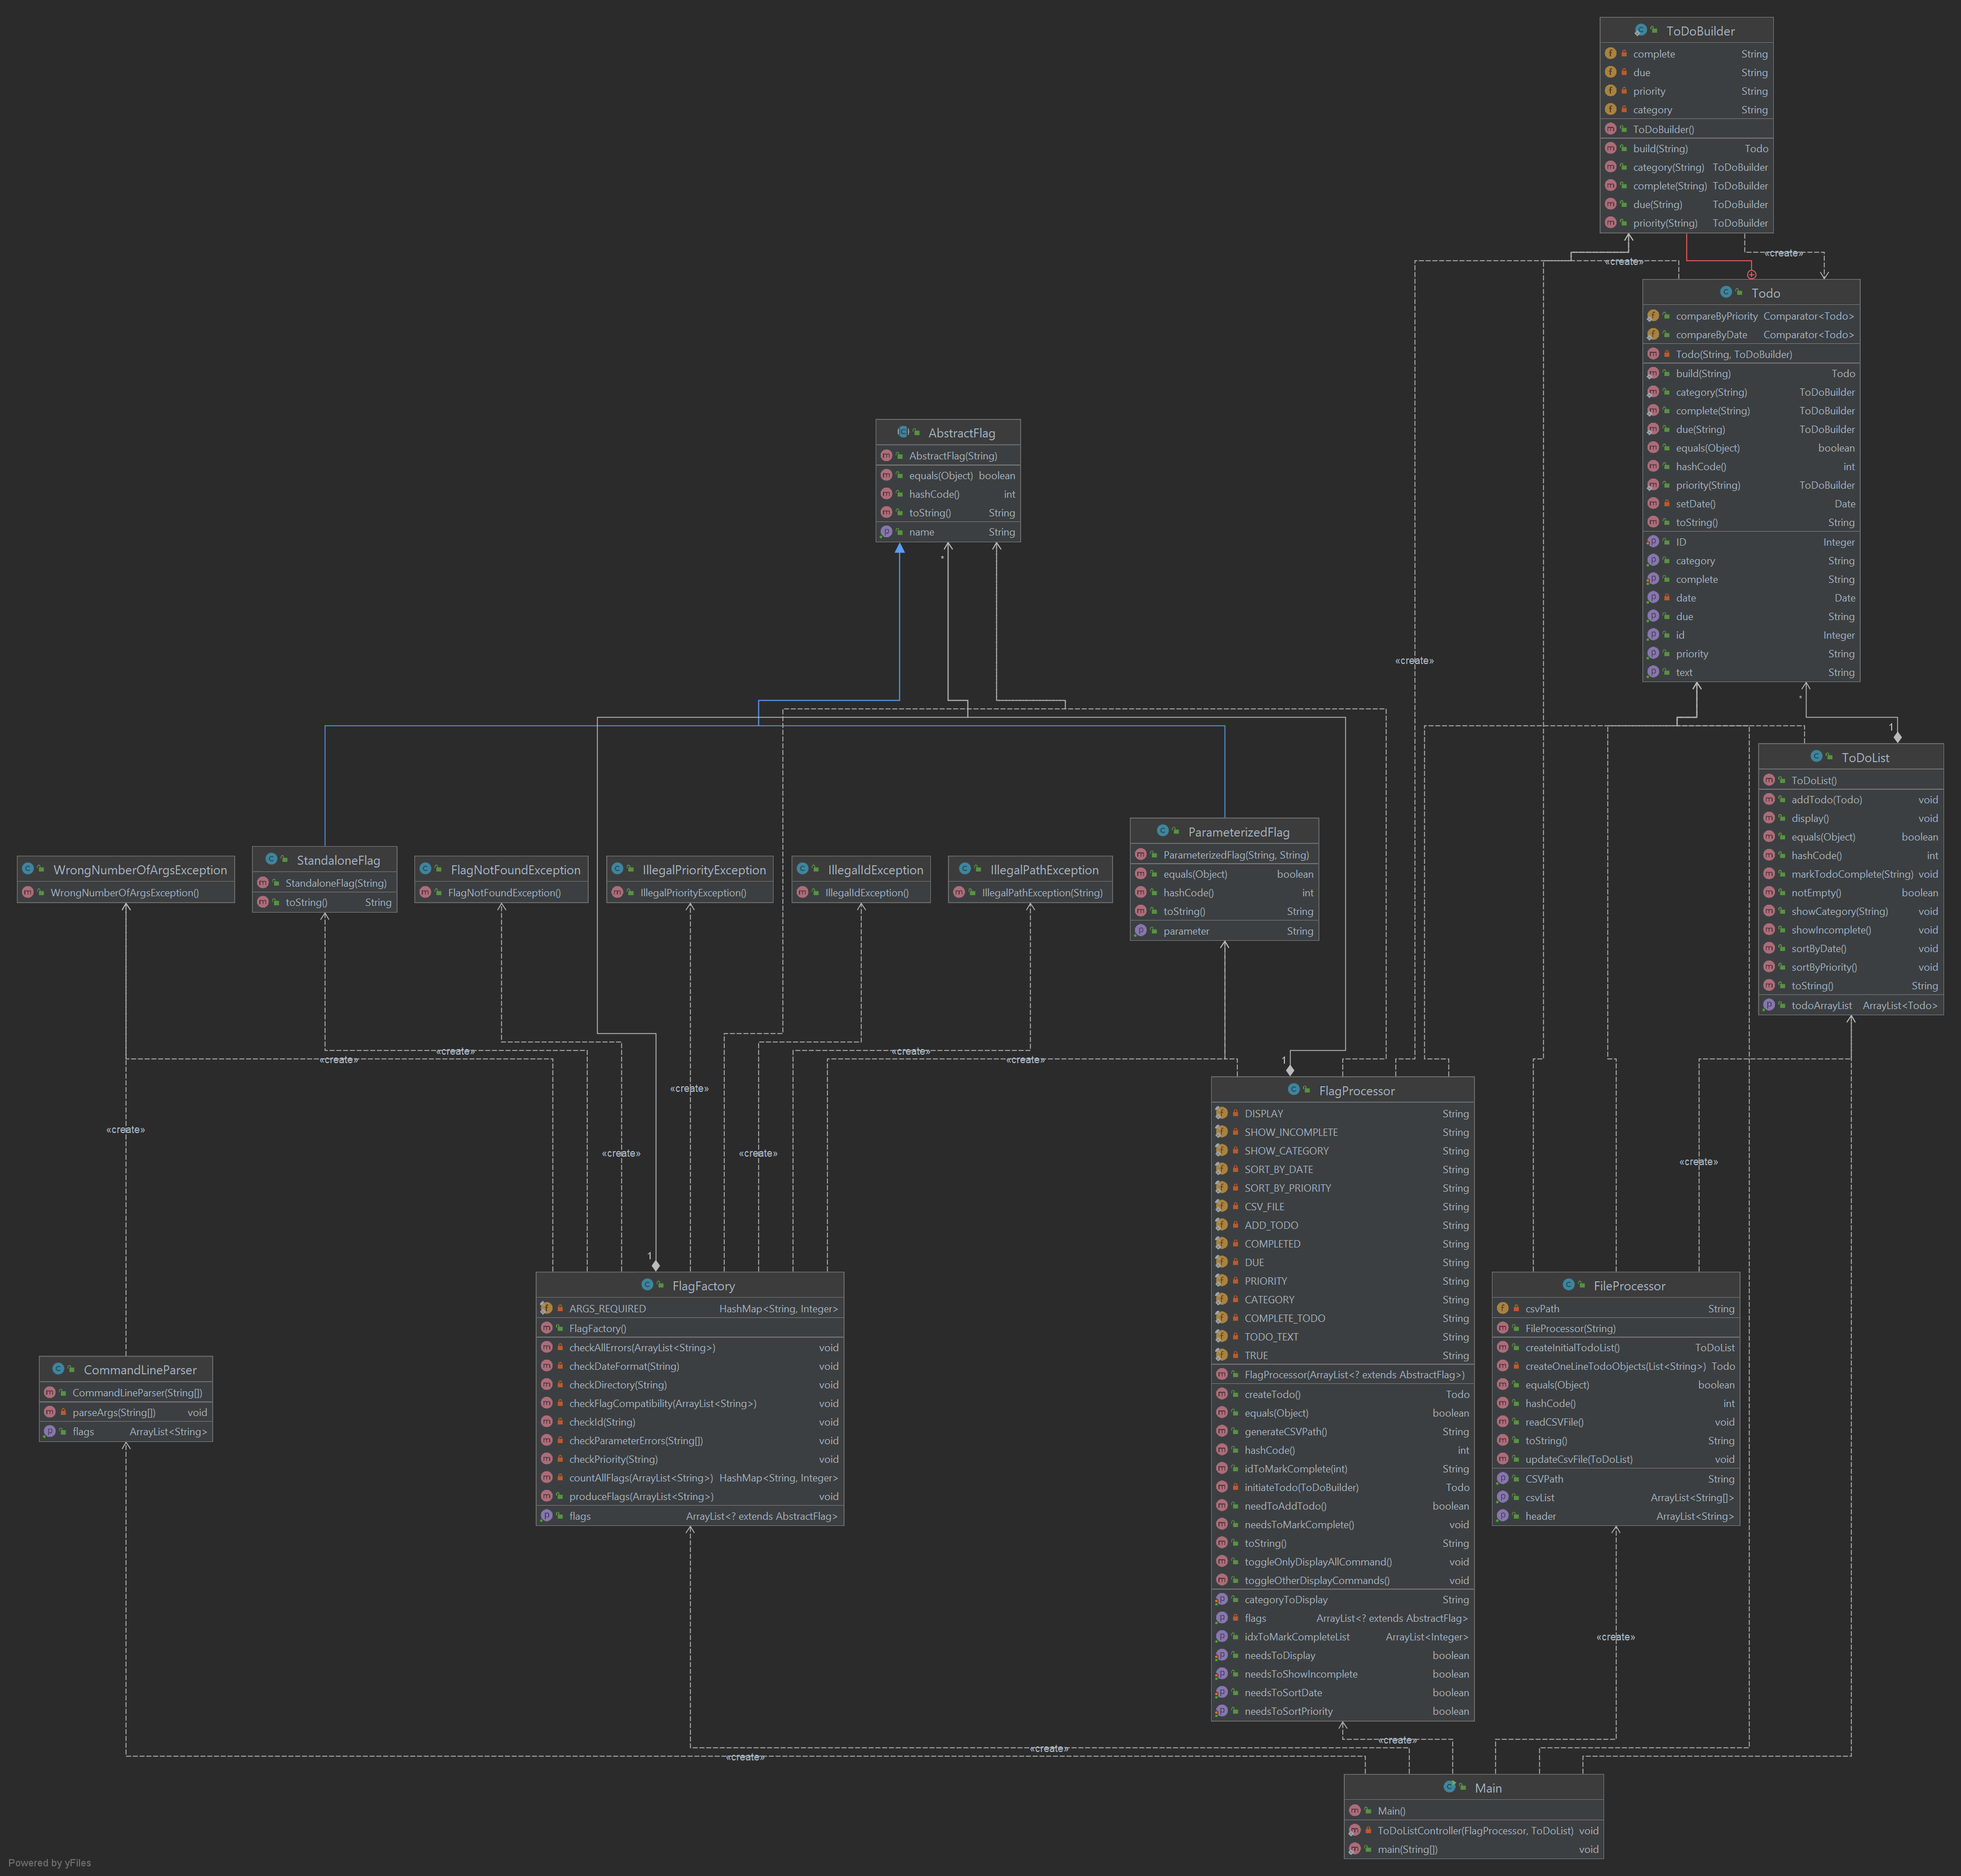 ToDoBuilder
complete String
due String
priority String
category String
ToDoBuilder()
build(String) Todo
category(String) ToDoBuilder
complete(String) ToDoBuilder
due(String) ToDoBuilder
priority(String) ToDoBuilder
«create»
«create»
Todo
compareByPriority Comparator<Todo>
compareByDate Comparator<Todo>
Todo(String, ToDoBuilder)
build(String) Todo
category(String) ToDoBuilder
complete(String) ToDoBuilder
due(String) ToDoBuilder
equals(Object) boolean
hashCode() int
priority(String) ToDoBuilder
setDate() Date
toString() String
ID Integer
category String
complete String
date Date
due String
id Integer
priority String
text String
AbstractFlag
AbstractFlag(String)
equals(Object) boolean
hashCode() int
toString() String
name String
*
«create»
*
1
ToDoList
ToDoList()
addTodo(Todo) void
display() void
equals(Object) boolean
hashCode() int
markTodoComplete(String) void
notEmpty() boolean
showCategory(String) void
showIncomplete() void
sortByDate() void
sortByPriority() void
toString() String
todoArrayList ArrayList<Todo>
WrongNumberOfArgsException
WrongNumberOfArgsException()
StandaloneFlag
StandaloneFlag(String)
toString() String
FlagNotFoundException
FlagNotFoundException()
IllegalPriorityException
IllegalPriorityException()
IllegalIdException
IllegalIdException()
IllegalPathException
IllegalPathException(String)
ParameterizedFlag
ParameterizedFlag(String, String)
equals(Object) boolean
hashCode() int
toString() String
parameter String
«create»
«create»
«create»
«create»
«create»
«create»
«create»
«create»
«create»
1
1
FlagProcessor
DISPLAY String
SHOW_INCOMPLETE String
SHOW_CATEGORY String
SORT_BY_DATE String
SORT_BY_PRIORITY String
CSV_FILE String
ADD_TODO String
COMPLETED String
DUE String
PRIORITY String
CATEGORY String
COMPLETE_TODO String
TODO_TEXT String
TRUE String
FlagProcessor(ArrayList<? extends AbstractFlag>)
createTodo() Todo
equals(Object) boolean
generateCSVPath() String
hashCode() int
idToMarkComplete(int) String
initiateTodo(ToDoBuilder) Todo
needToAddTodo() boolean
needsToMarkComplete() void
toString() String
toggleOnlyDisplayAllCommand() void
toggleOtherDisplayCommands() void
categoryToDisplay String
flags ArrayList<? extends AbstractFlag>
idxToMarkCompleteList ArrayList<Integer>
needsToDisplay boolean
needsToShowIncomplete boolean
needsToSortDate boolean
needsToSortPriority boolean
FlagFactory
ARGS_REQUIRED HashMap<String, Integer>
FlagFactory()
checkAllErrors(ArrayList<String>) void
checkDateFormat(String) void
checkDirectory(String) void
checkFlagCompatibility(ArrayList<String>) void
checkId(String) void
checkParameterErrors(String[]) void
checkPriority(String) void
countAllFlags(ArrayList<String>) HashMap<String, Integer>
produceFlags(ArrayList<String>) void
flags ArrayList<? extends AbstractFlag>
FileProcessor
csvPath String
FileProcessor(String)
createInitialTodoList() ToDoList
createOneLineTodoObjects(List<String>) Todo
equals(Object) boolean
hashCode() int
readCSVFile() void
toString() String
updateCsvFile(ToDoList) void
CSVPath String
csvList ArrayList<String[]>
header ArrayList<String>
CommandLineParser
CommandLineParser(String[])
parseArgs(String[]) void
flags ArrayList<String>
«create»
«create»
«create»
«create»
Main
Main()
ToDoListController(FlagProcessor, ToDoList) void
main(String[]) void
Powered by yFiles